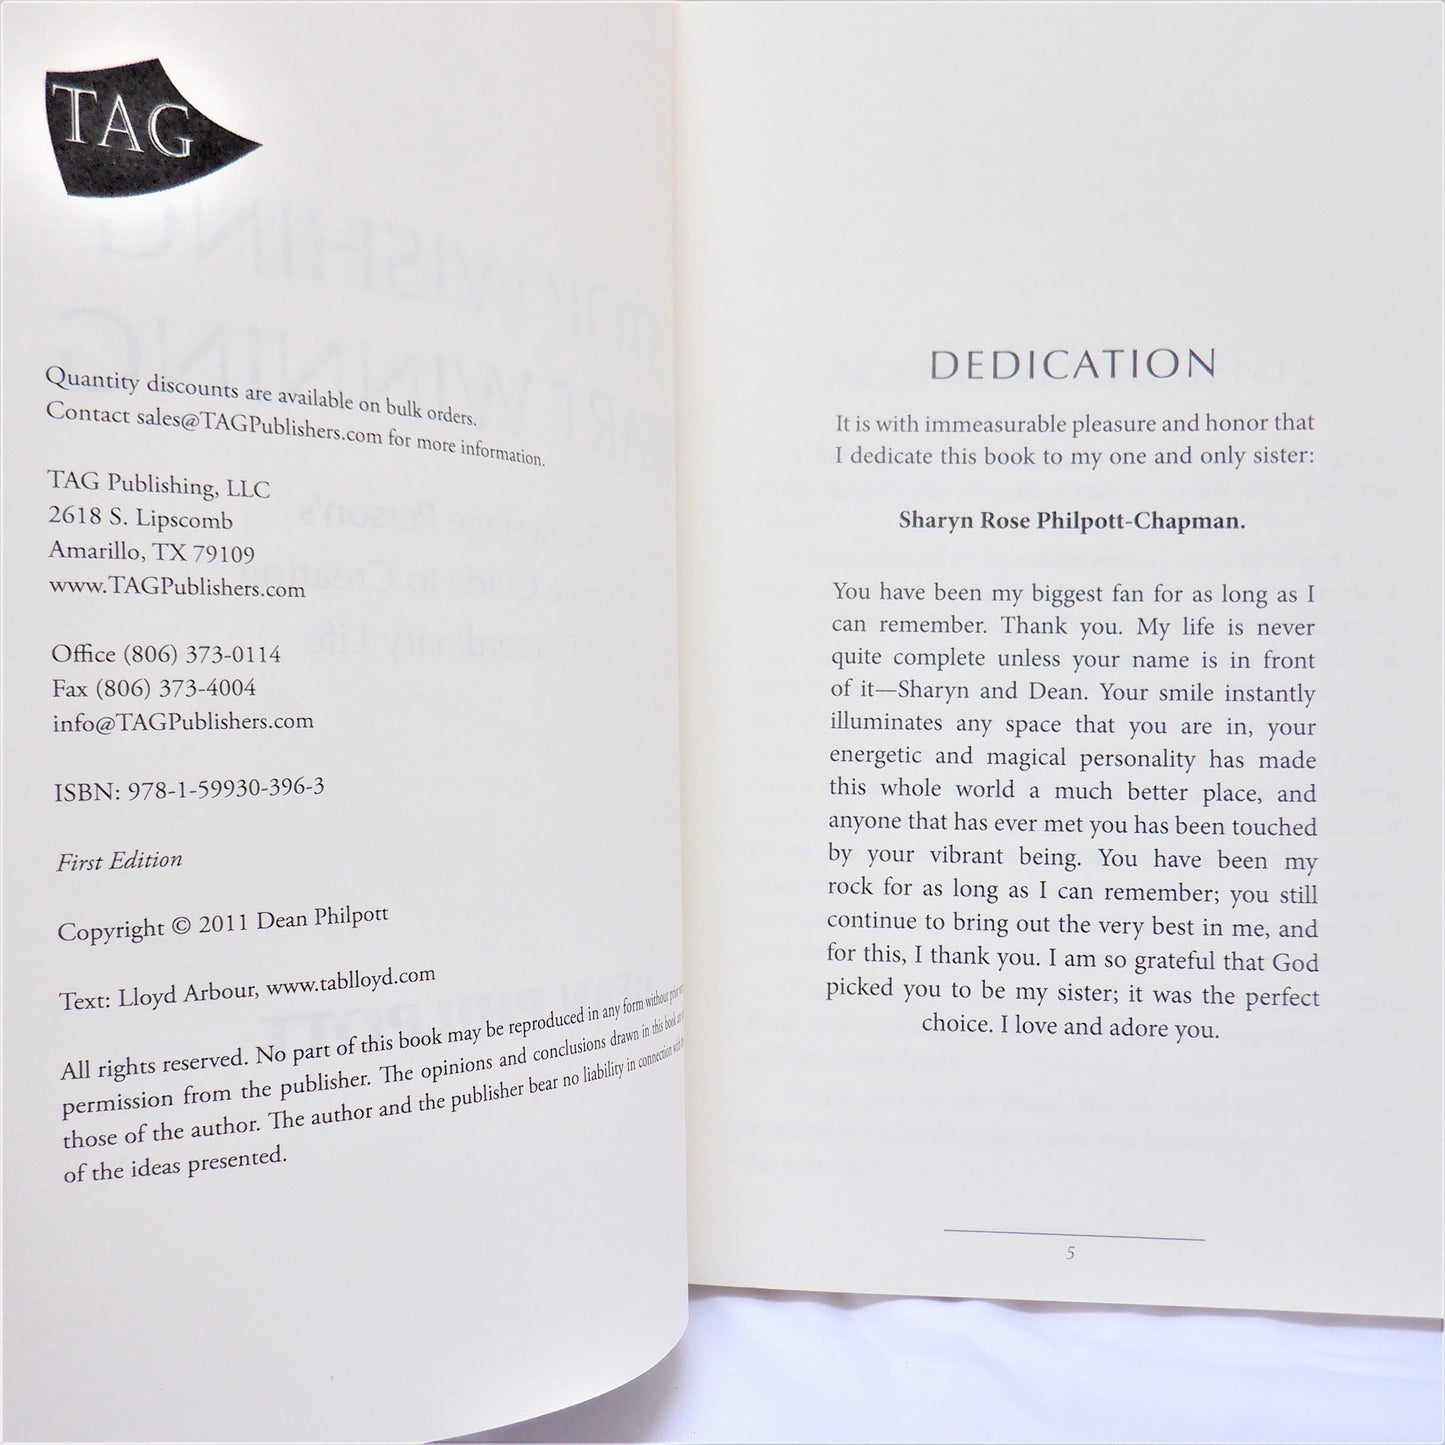 TAG
Quantity discounts are available on bulk orders.
Contact sales@TAGPublishers.com for more information.
TAG Publishing, LLC
2618 S. Lipscomb
Amarillo, TX 79109
www.TAGPublishers.com
Office (806) 373-0114
Fax (806) 373-4004
info@TAGPublishers.com
ISBN: 978-1-59930-396-3
First Edition
Copyright © 2011 Dean Philpott
Text: Lloyd Arbour, www.tablloyd.com
All rights reserved. No part of this book may be reproduced in any form without prior
permission from the publisher. The opinions and conclusions drawn in this book are
those of the author. The author and the publisher bear no liability in connection with
of the ideas presented.
DEDICATION
It is with immeasurable pleasure and honor that
I dedicate this book to my one and only sister:
Sharyn Rose Philpott-Chapman.
You have been my biggest fan for as long as I
can remember. Thank you. My life is never
quite complete unless your name is in front
of it—Sharyn and Dean. Your smile instantly
illuminates any space that you are in, your
energetic and magical personality has made
this whole world a much better place, and
anyone that has ever met you has been touched
by your vibrant being. You have been my
rock for as long as I can remember; you still
continue to bring out the very best in me, and
for this, I thank you. I am so grateful that God
picked you to be my sister; it was the perfect
choice. I love and adore you.
5